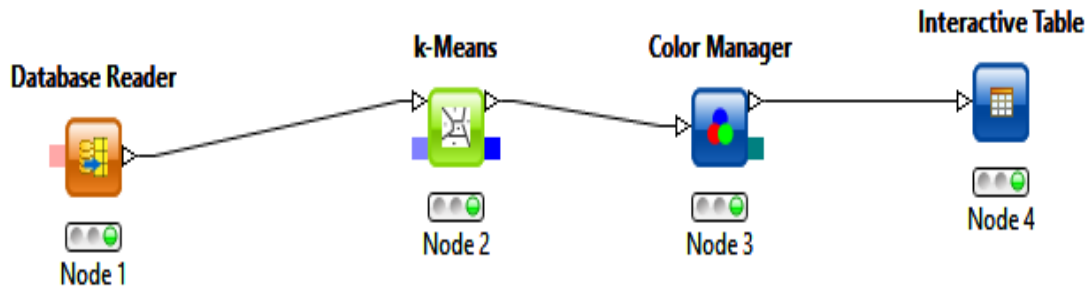 Database Reader
Node 1
k-Means
Node 2
Color Manager
Node 3
Interactive Table
Node 4